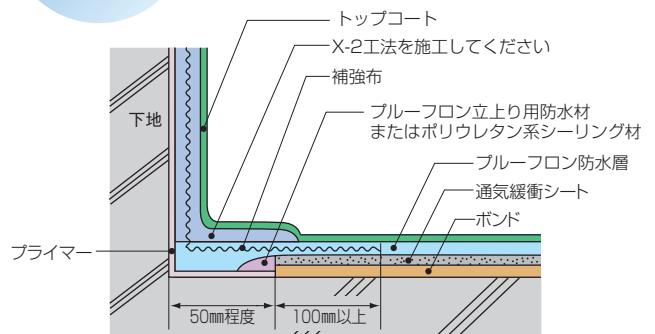 トップコート
X-2工法を施工してください
補強布
プルーフロン立上り用防水材
またはポリウレタン系シーリング材
下地
プルーフロン防水層
通気緩衝シート
ボンド
プライマー
50㎜程度
100㎜以上